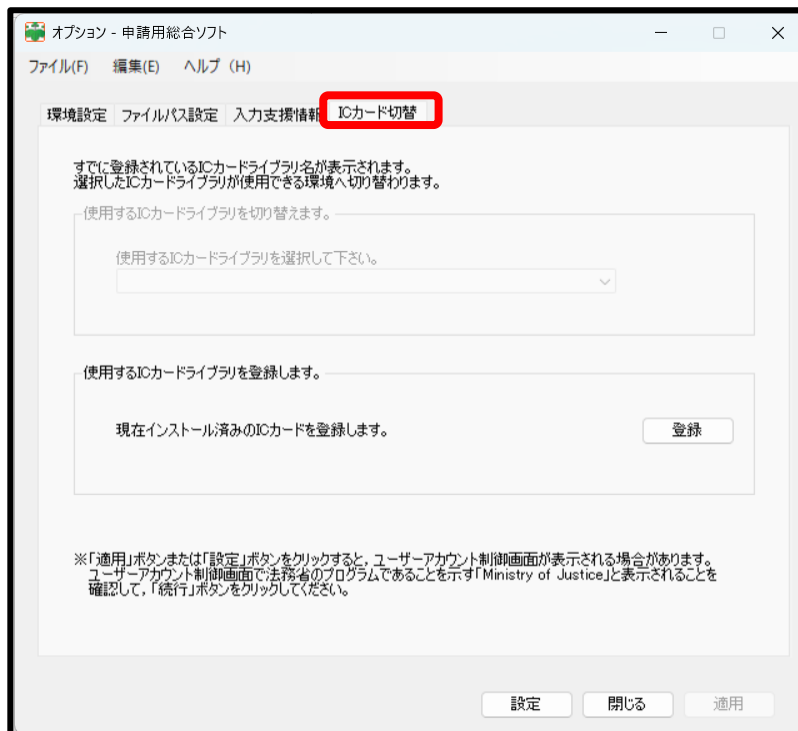 オプション - 申請用総合ソフト
ファイル(F) 編集(E) ヘルプ (H)
環境設定 ファイルパス設定 入力支援情報 ICカード切替
すでに登録されているICカードライブラリ名が表示されます。
選択したICカードライブラリが使用できる環境へ切り替わります。
使用するICカードライブラリを切り替えます。
使用するICカードライブラリを選択して下さい。
使用するICカードライブラリを登録します。
現在インストール済みのICカードを登録します。
登録
※「適用」ボタンまたは「設定」ボタンをクリックすると，ユーザーアカウント制御画面が表示される場合があります。
ユーザーアカウント制御画面で法務省のプログラムであることを示す「Ministry of Justice」と表示されることを
確認して，「続行」ボタンをクリックしてください。
設定 閉じる 適用